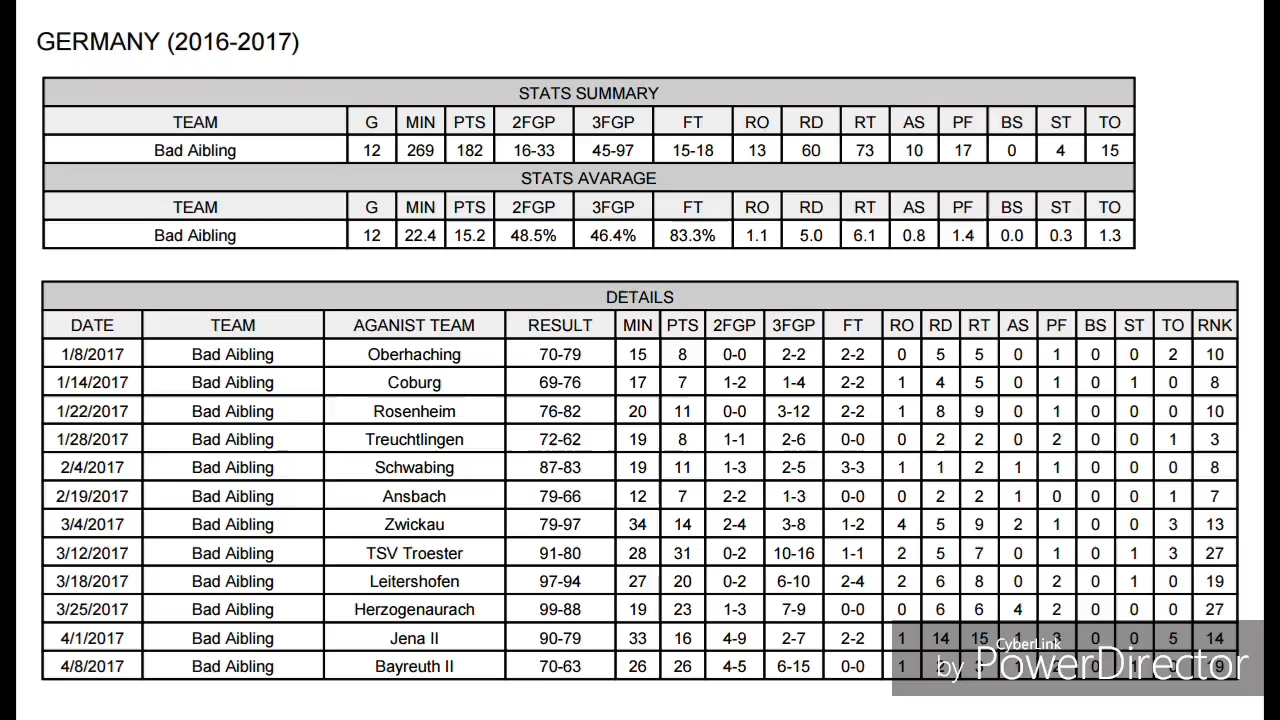 GERMANY (2016-2017)
STATS SUMMARY
TEAM G MIN PTS 2FGP 3FGP FT RO RD RT AS PF BS ST TO
Bad Aibling 12 269 182 16-33 45-97 15-18 13 60 73 10 17 0 4 15
STATS AVARAGE
TEAM G MIN PTS 2FGP 3FGP FT RO RD RT AS PF BS ST TO
Bad Aibling 12 22.4 15.2 48.5% 46.4% 83.3% 1.1 5.0 6.1 0.8 1.4 0.0 0.3 1.3
DETAILS
DATE TEAM AGANIST TEAM RESULT MIN PTS 2FGP 3FGP FT RO RD RT AS PF BS ST TO RNK
1/8/2017 Bad Aibling Oberhaching 70-79 15 8 0-0 2-2 2-2 0 5 5 0 1 0 0 2 10
1/14/2017 Bad Aibling Coburg 69-76 17 7 1-2 1-4 2-2 1 4 5 0 1 0 1 0 8
1/22/2017 Bad Aibling Rosenheim 76-82 20 11 0-0 3-12 2-2 1 8 9 0 1 0 0 0 10
1/28/2017 Bad Aibling Treuchtlingen 72-62 19 8 1-1 2-6 0-0 0 2 2 0 2 0 0 1 3
2/4/2017 Bad Aibling Schwabing 87-83 19 11 1-3 2-5 3-3 1 1 2 1 1 0 0 0 8
2/19/2017 Bad Aibling Ansbach 79-66 12 7 2-2 1-3 0-0 0 2 2 1 0 0 0 1 7
3/4/2017 Bad Aibling Zwickau 79-97 34 14 2-4 3-8 1-2 4 5 9 2 1 0 0 3 13
3/12/2017 Bad Aibling TSV Troester 91-80 28 31 0-2 10-16 1-1 2 5 7 0 1 0 1 3 27
3/18/2017 Bad Aibling Leitershofen 97-94 27 20 0-2 6-10 2-4 2 6 8 0 2 0 1 0 19
3/25/2017 Bad Aibling Herzogenaurach 99-88 19 23 1-3 7-9 0-0 0 6 6 4 2 0 0 0 27
4/1/2017 Bad Aibling Jena II 90-79 33 16 4-9 2-7 2-2 1 14 15 1 3 0 0 5 14
4/8/2017 Bad Aibling Bayreuth II 70-63 26 26 4-5 6-15 0-0 1 0 19
CyberLink
by PowerDirector